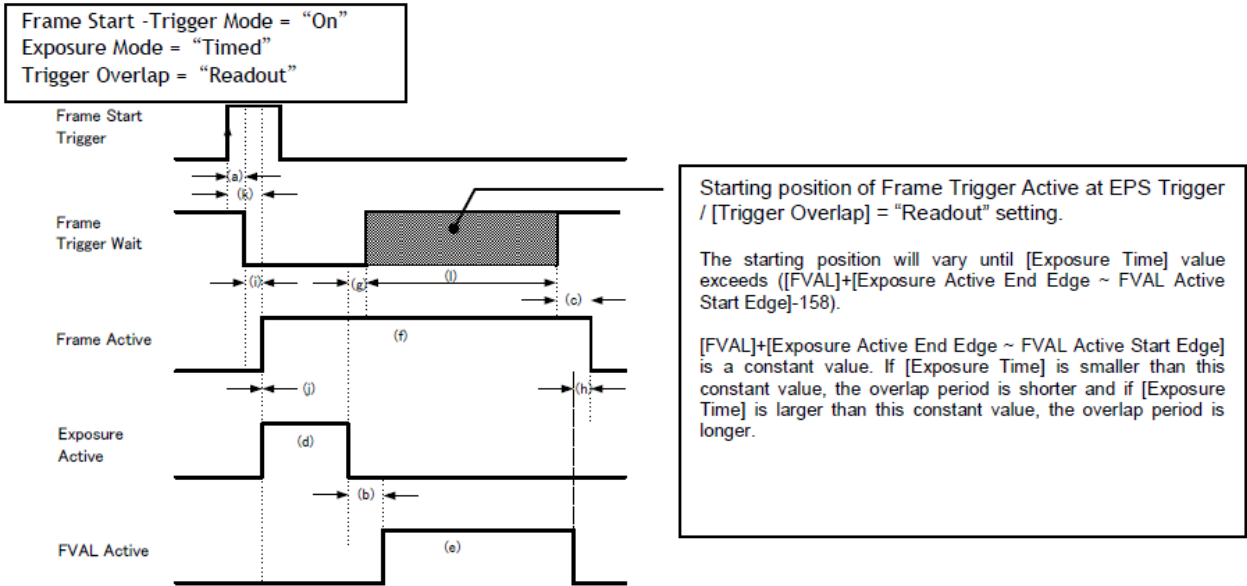 Frame Start -Trigger Mode = “On”
Exposure Mode = “Timed”
Trigger Overlap = “Readout”
Frame Start
Trigger
(a)
(k)
Frame
Trigger Wait
(i)
(g)
(l)
(c)
Frame Active
(f)
(j)
(h)
Exposure
Active
(d)
(b)
FVAL Active
(e)
Starting position of Frame Trigger Active at EPS Trigger
/ [Trigger Overlap] = “Readout” setting.
The starting position will vary until [Exposure Time] value
exceeds ([FVAL]+[Exposure Active End Edge ~ FVAL Active
Start Edge]-158).
[FVAL]+[Exposure Active End Edge ~ FVAL Active Start Edge]
is a constant value. If [Exposure Time] is smaller than this
constant value, the overlap period is shorter and if [Exposure
Time] is larger than this constant value, the overlap period is
longer.